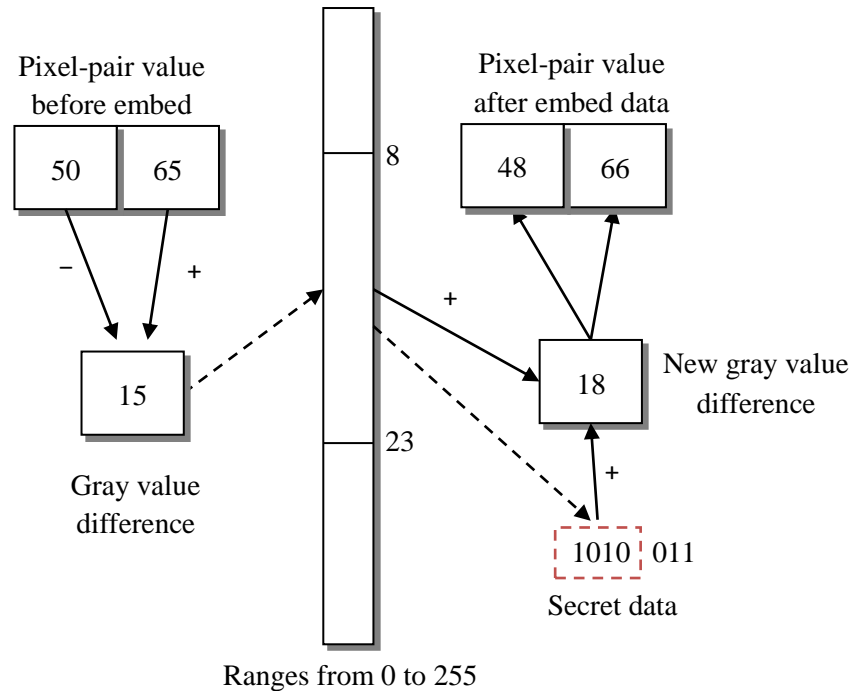 Pixel-pair value
before embed
50 65
−
+
15
Gray value
difference
8
23
Ranges from 0 to 255
Pixel-pair value
after embed data
48 66
+
18
New gray value
difference
+
1010 011
Secret data